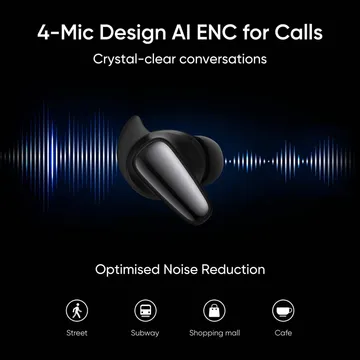 4-Mic Design AI ENC for Calls
Crystal-clear conversations
Optimised Noise Reduction
Street
Subway
Shopping mall
Cafe